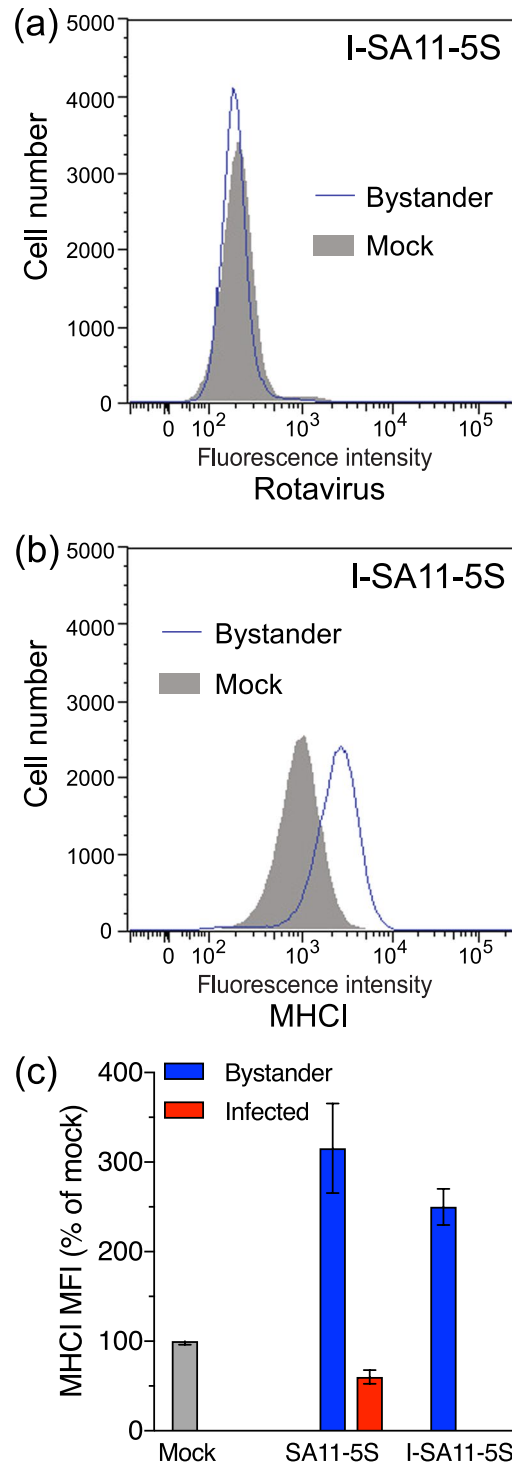 (a)
I-SA11-5S
5000
4000
3000
2000
1000
0
Cell number
Bystander
Mock
0 10² 10³ 10⁴ 10⁵
Fluorescence intensity
Rotavirus
(b)
I-SA11-5S
5000
4000
3000
2000
1000
0
Cell number
Bystander
Mock
0 10² 10³ 10⁴ 10⁵
Fluorescence intensity
MHCI
(c)
Bystander
Infected
400
300
200
100
0
MHCI MFI (% of mock)
Mock SA11-5S I-SA11-5S